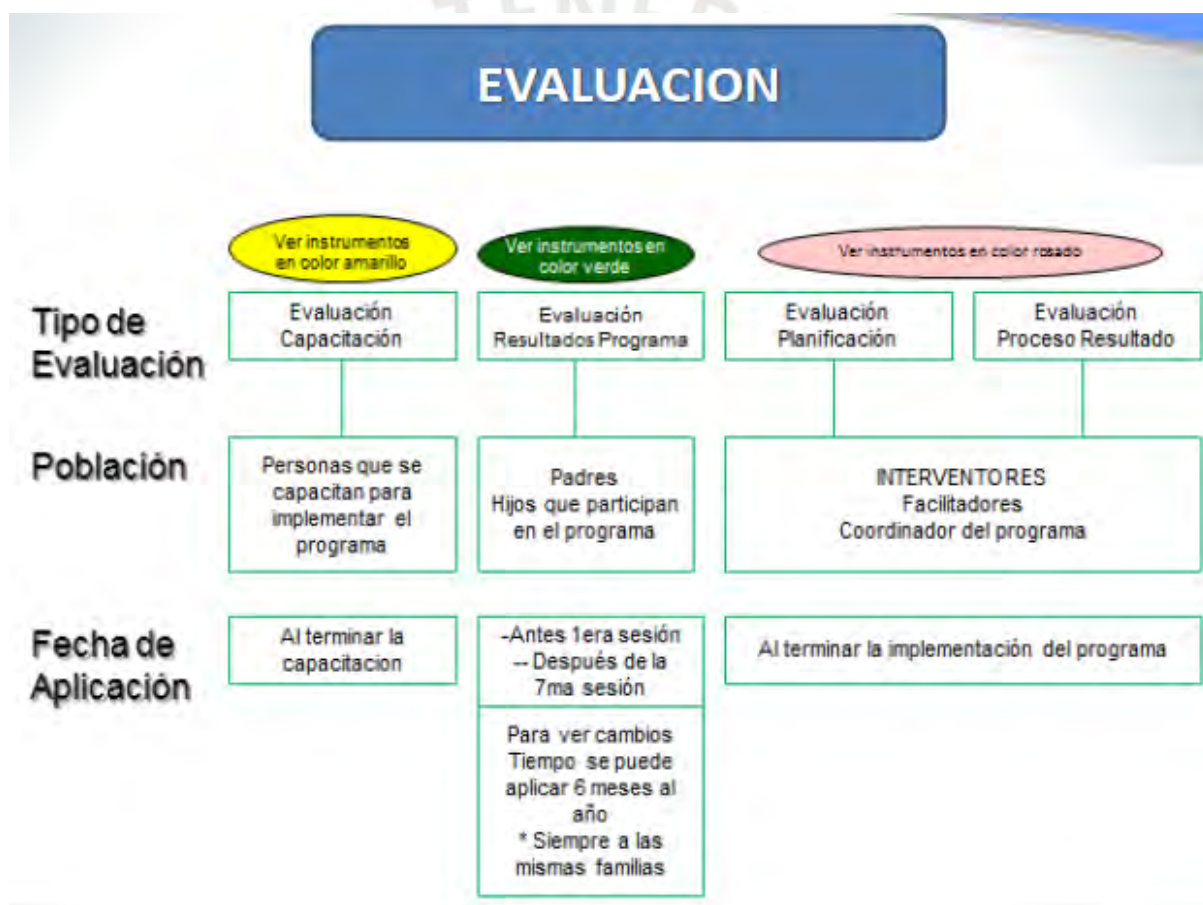 EVALUACION
Ver instrumentos
en color amarillo
Ver instrumentos en
color verde
Ver instrumentos en color rosado
Tipo de
Evaluación
Evaluación
Capacitación
Evaluación
Resultados Programa
Evaluación
Planificación
Evaluación
Proceso Resultado
Población
Personas que se
capacitan para
implementar el
programa
Padres
Hijos que participan
en el programa
INTERVENTORES
Facilitadores
Coordinador del programa
Fecha de
Aplicación
Al terminar la
capacitacion
-Antes 1era sesión
-- Después de la
7ma sesión
Al terminar la implementación del programa
Para ver cambios
Tiempo se puede
aplicar 6 meses al
año
* Siempre a las
mismas familias